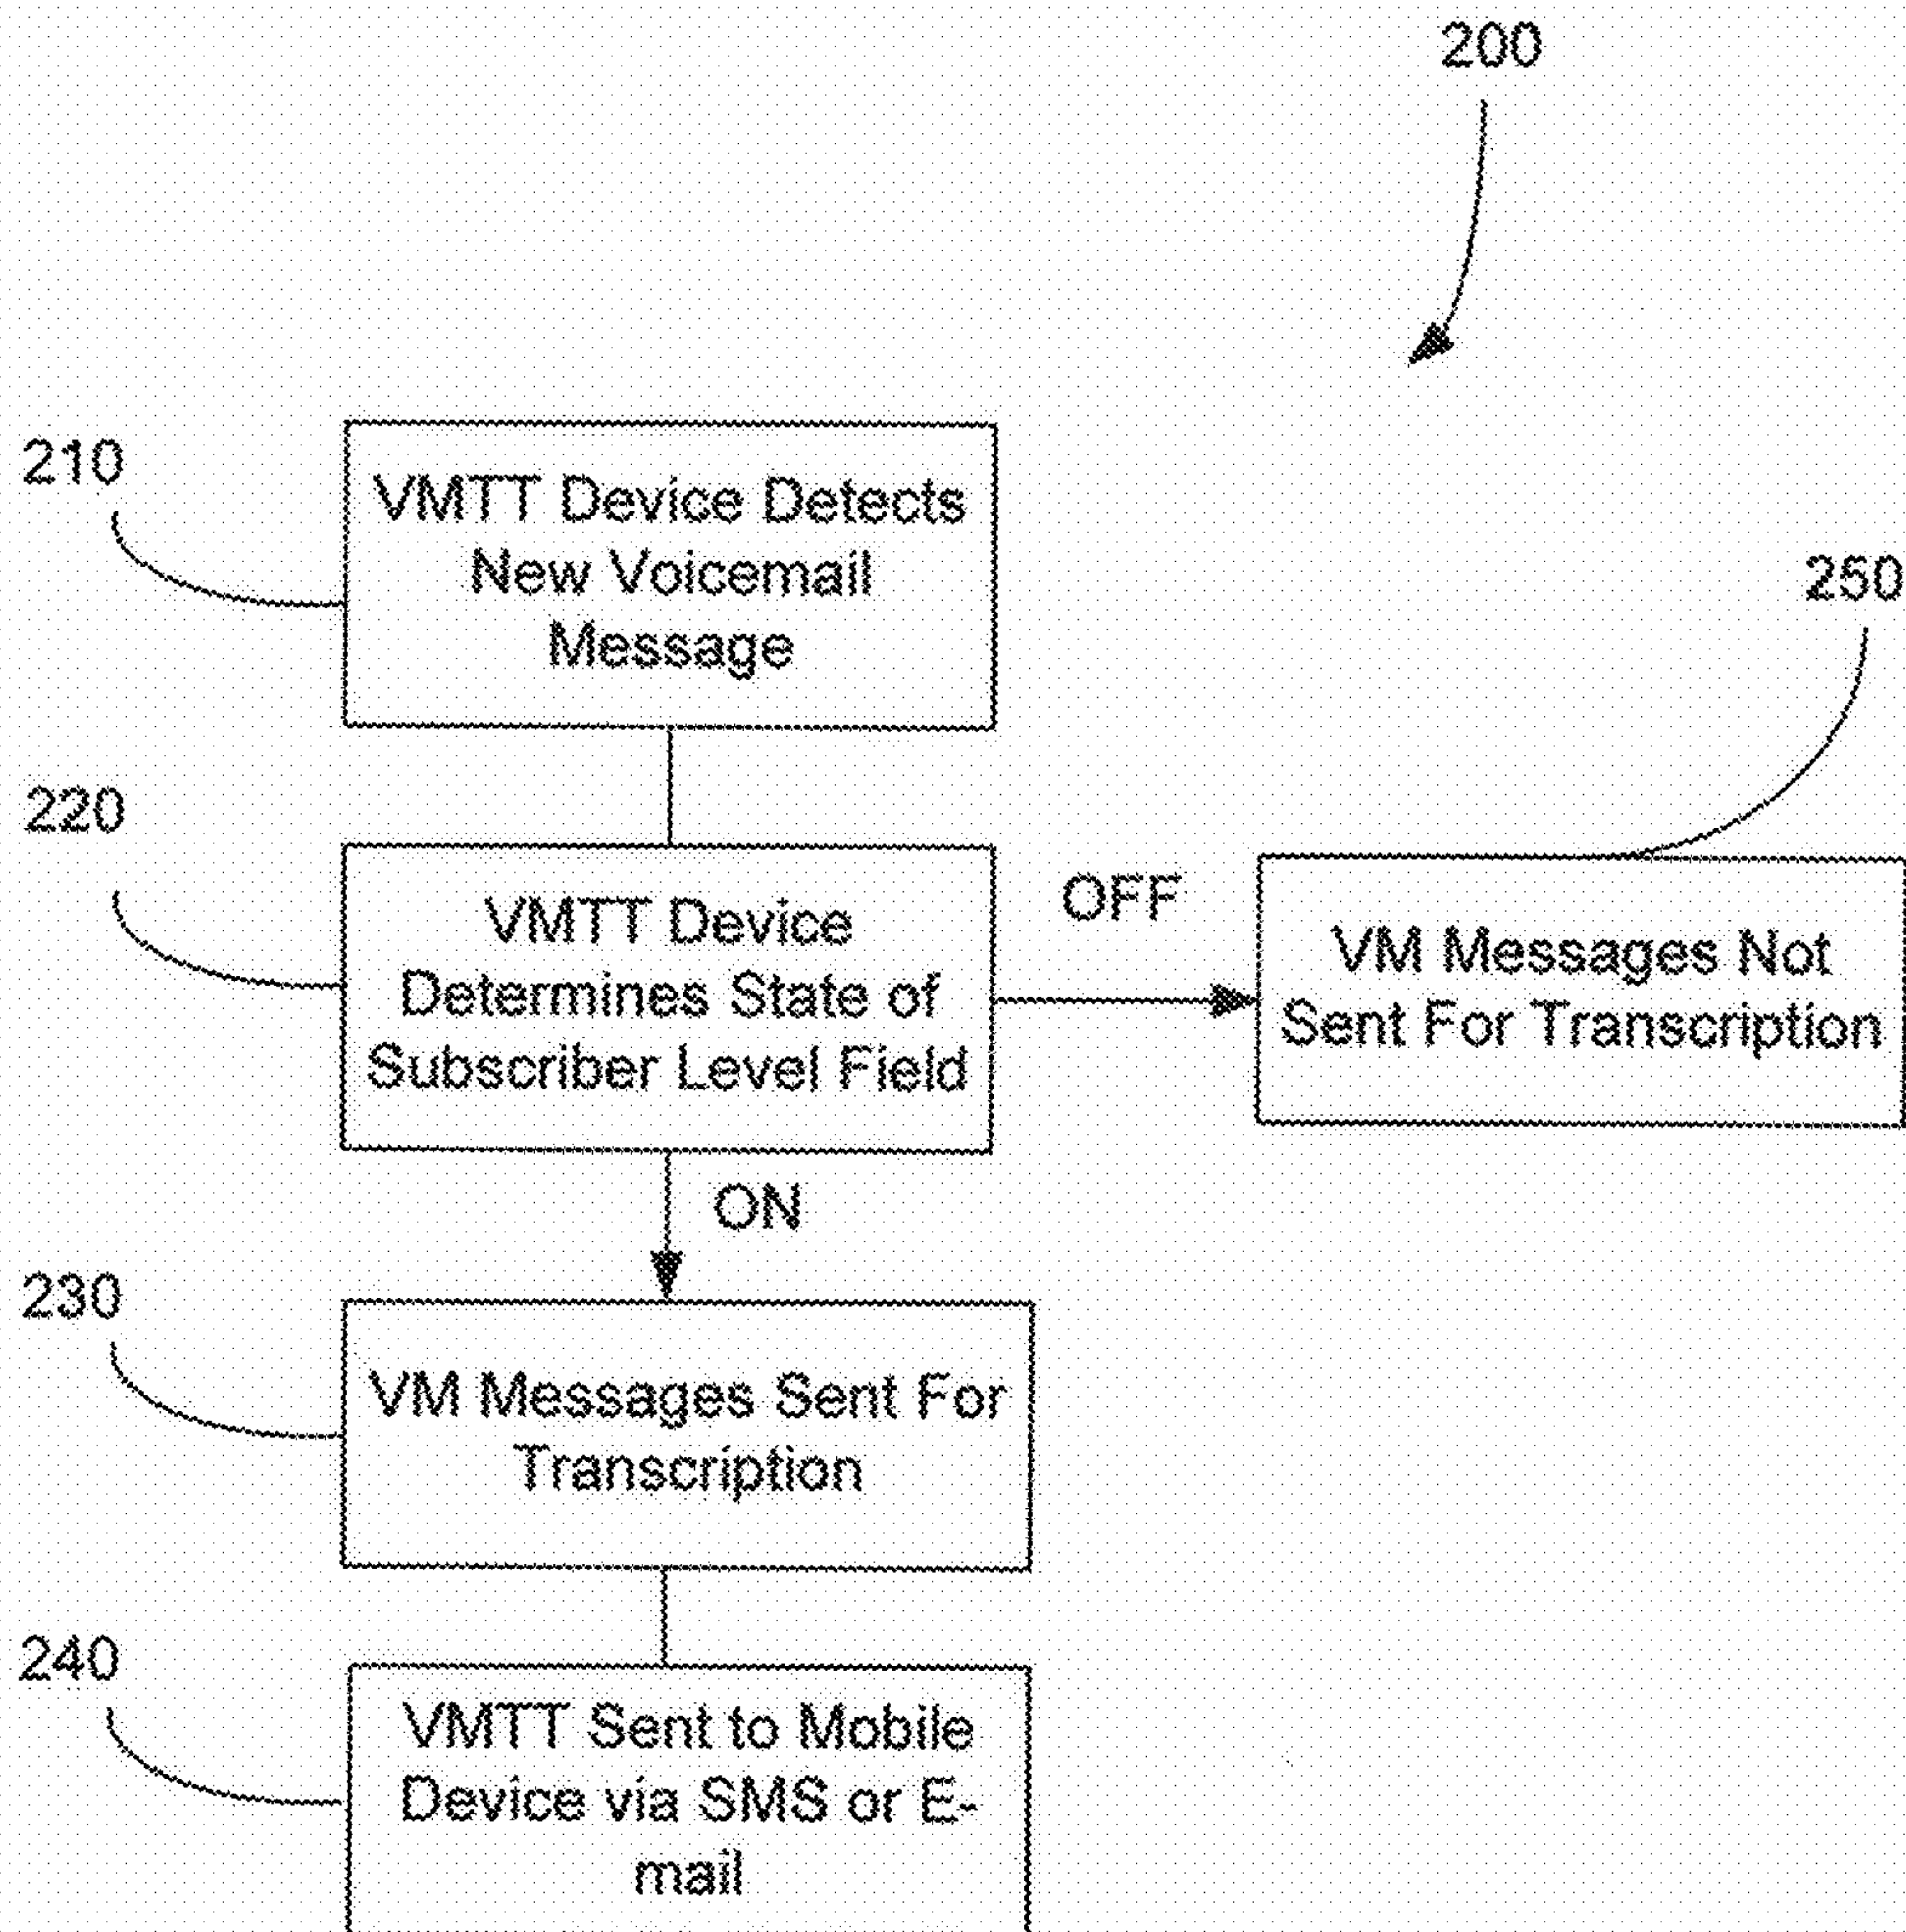 200
210
VMTT Device Detects
New Voicemail
Message
250
220
VMTT Device
Determines State of
Subscriber Level Field
OFF
VM Messages Not
Sent For Transcription
ON
230
VM Messages Sent For
Transcription
240
VMTT Sent to Mobile
Device via SMS or E-
mail